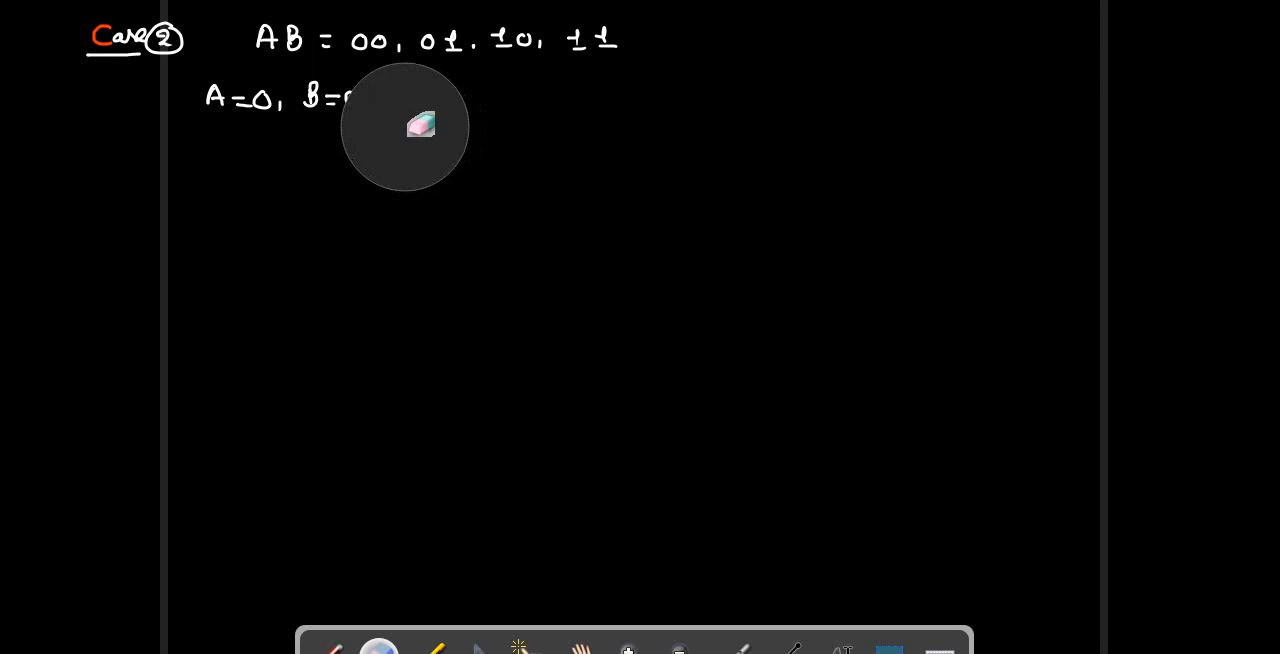 Case 2 AB = 00, 01. 10, 11
A=0, B=